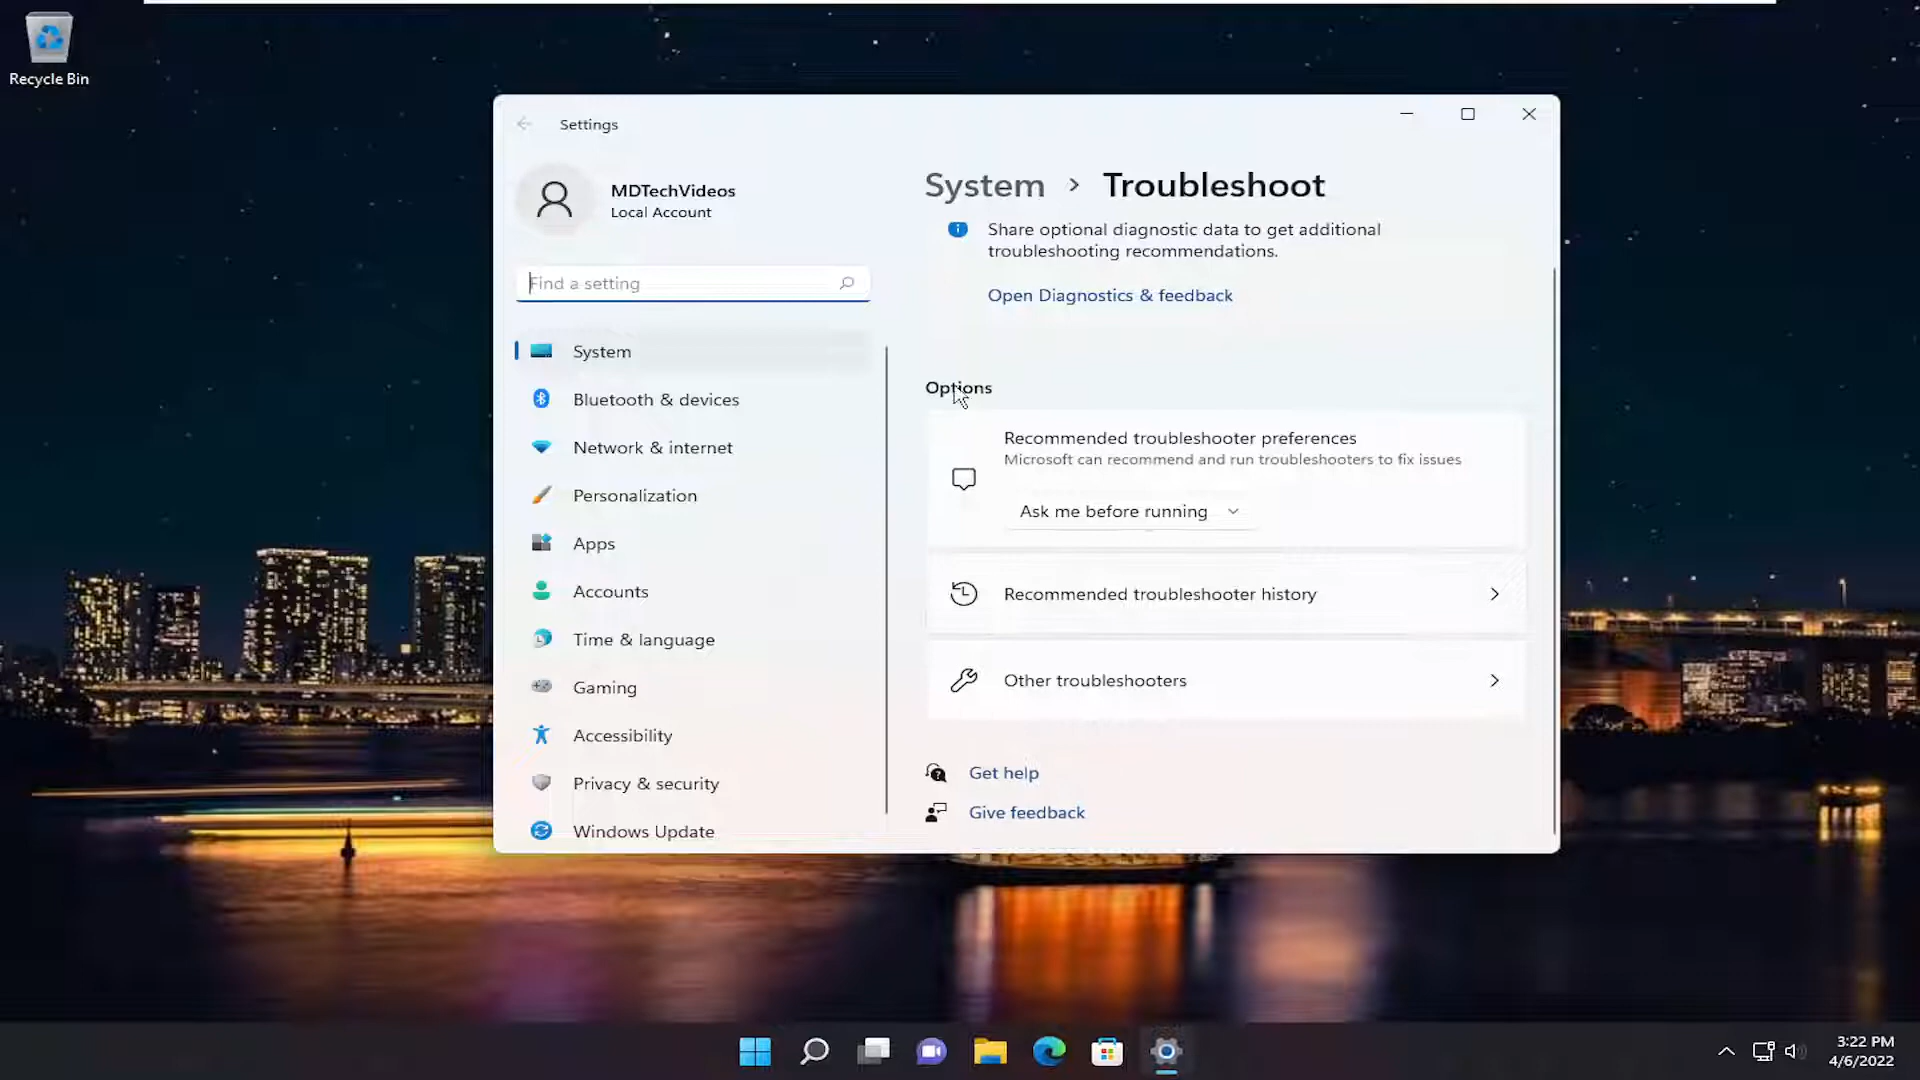 Recycle Bin
Settings
MDTechVideos
Local Account
Find a setting
System
Bluetooth & devices
Network & internet
Personalization
Apps
Accounts
Time & language
Gaming
Accessibility
Privacy & security
Windows Update
System > Troubleshoot
Share optional diagnostic data to get additional
troubleshooting recommendations.
Open Diagnostics & feedback
Options
Recommended troubleshooter preferences
Microsoft can recommend and run troubleshooters to fix issues
Ask me before running
Recommended troubleshooter history
Other troubleshooters
Get help
Give feedback
3:22 PM
4/6/2022